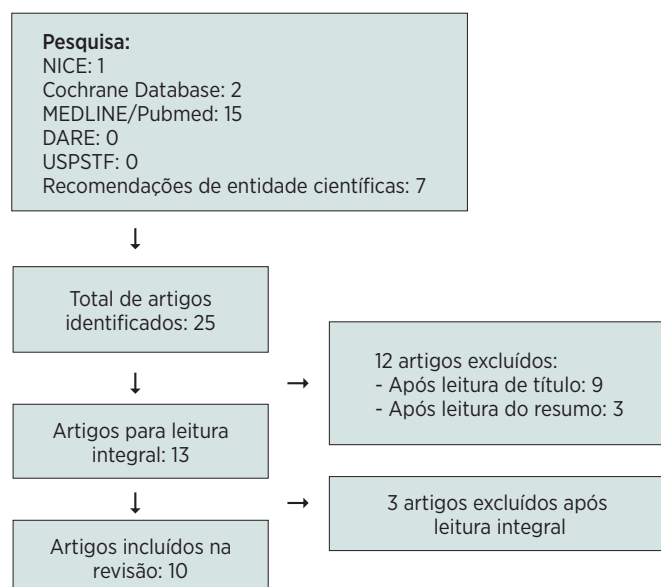 Pesquisa:
NICE: 1
Cochrane Database: 2
MEDLINE/Pubmed: 15
DARE: 0
USPSTF: 0
Recomendações de entidade científicas: 7
↓
Total de artigos
identificados: 25
↓
→
12 artigos excluídos:
- Após leitura de título: 9
- Após leitura do resumo: 3
Artigos para leitura
integral: 13
↓
→
3 artigos excluídos após
leitura integral
Artigos incluídos na
revisão: 10